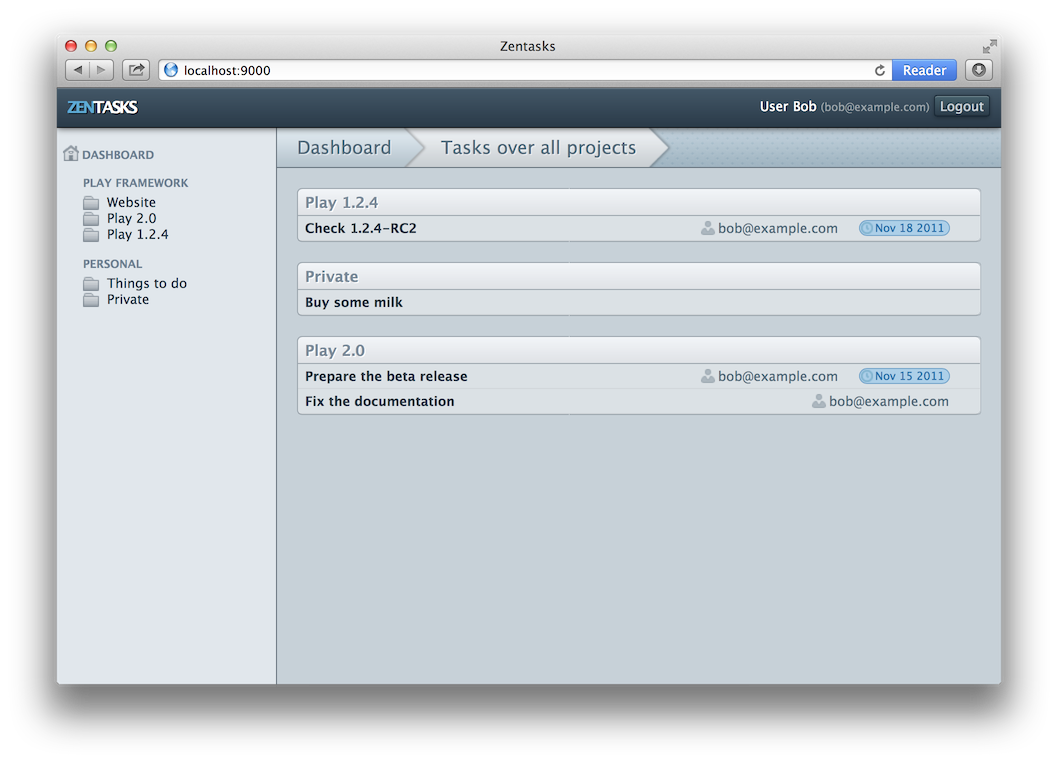 Zentasks
localhost:9000
Reader
ZENTASKS
User Bob (bob@example.com) Logout
DASHBOARD
PLAY FRAMEWORK
Website
Play 2.0
Play 1.2.4
PERSONAL
Things to do
Private
Dashboard
Tasks over all projects
Play 1.2.4
Check 1.2.4-RC2 bob@example.com Nov 18 2011
Private
Buy some milk
Play 2.0
Prepare the beta release bob@example.com Nov 15 2011
Fix the documentation bob@example.com